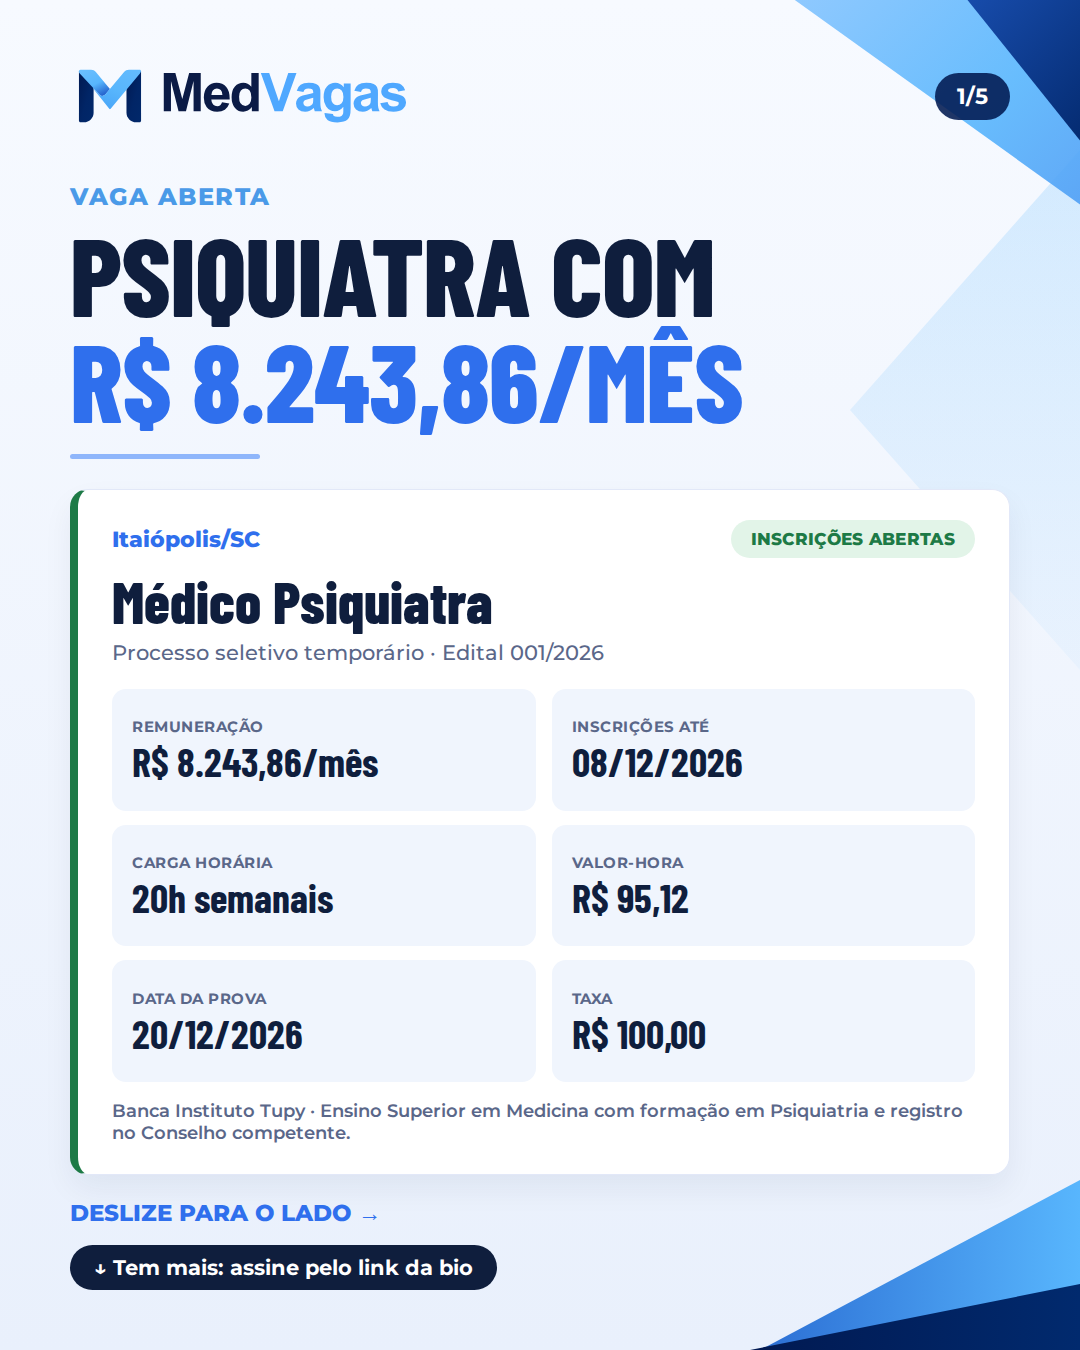 MedVagas
1/5
VAGA ABERTA
PSIQUIATRA COM
R$ 8.243,86/MÊS
Itaiópolis/SC
INSCRIÇÕES ABERTAS
Médico Psiquiatra
Processo seletivo temporário · Edital 001/2026
REMUNERAÇÃO
R$ 8.243,86/mês
INSCRIÇÕES ATÉ
08/12/2026
CARGA HORÁRIA
20h semanais
VALOR-HORA
R$ 95,12
DATA DA PROVA
20/12/2026
TAXA
R$ 100,00
Banca Instituto Tupy · Ensino Superior em Medicina com formação em Psiquiatria e registro
no Conselho competente.
DESLIZE PARA O LADO →
↓ Tem mais: assine pelo link da bio